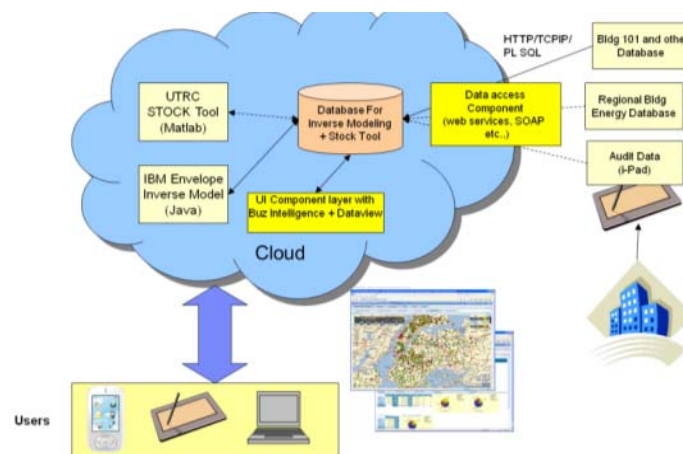 HTTP/TCPIP/
PL SQL
Bldg 101 and other
Database
UTRC
STOCK Tool
(Matlab)
Database For
Inverse Modeling
+ Stock Tool
Data access
Component
(web services, SOAP
etc.,)
Regional Bldg
Energy Database
Audit Data
(I-Pad)
IBM Envelope
Inverse Model
(Java)
UI Component layer with
Buz Intelligence + Dataview
Cloud
Users